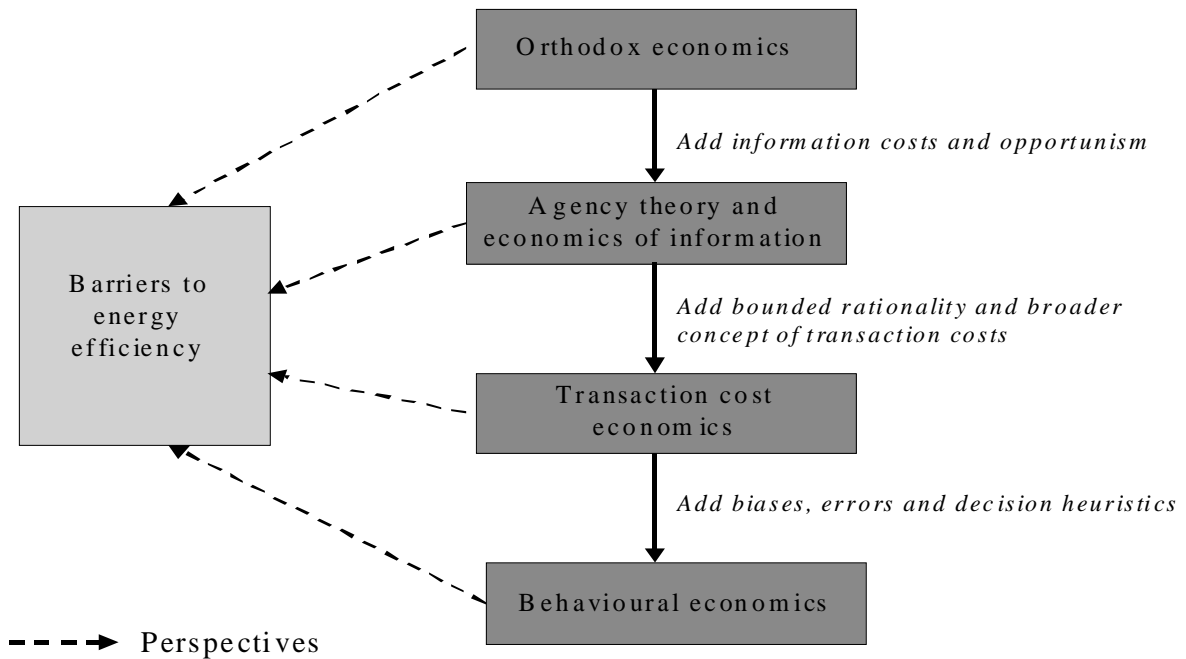 Orthodox economics
Add information costs and opportunism
Agency theory and
economics of information
Barriers to
energy
efficiency
Add bounded rationality and broader
concept of transaction costs
Transaction cost
economics
Add biases, errors and decision heuristics
Behavioural economics
Perspectives